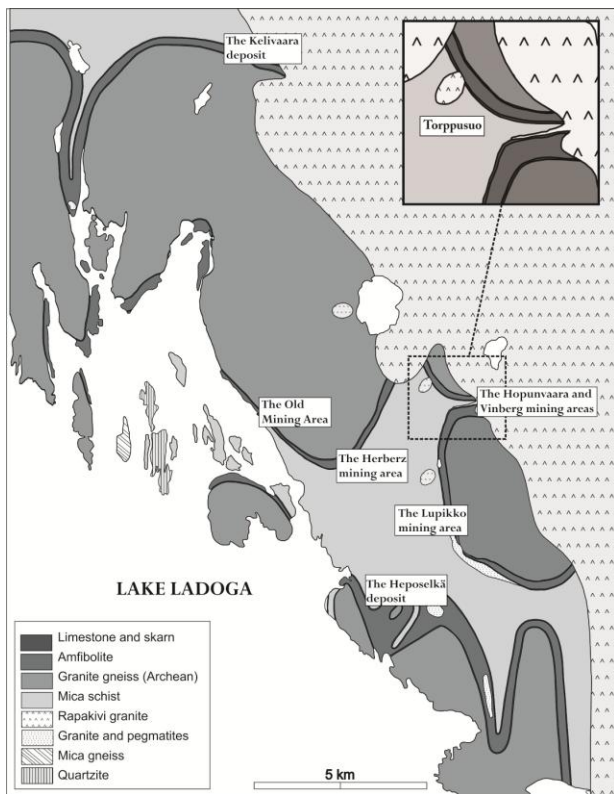 The Kelivaara
deposit
Torppusuo
The Old
Mining Area
The Hopunvaara and
Vinberg mining areas
The Herberz
mining area
The Lupikko
mining area
LAKE LADOGA
The Heposelkä
deposit
Limestone and skarn
Amfibolite
Granite gneiss (Archean)
Mica schist
Rapakivi granite
Granite and pegmatites
Mica gneiss
Quartzite
5 km